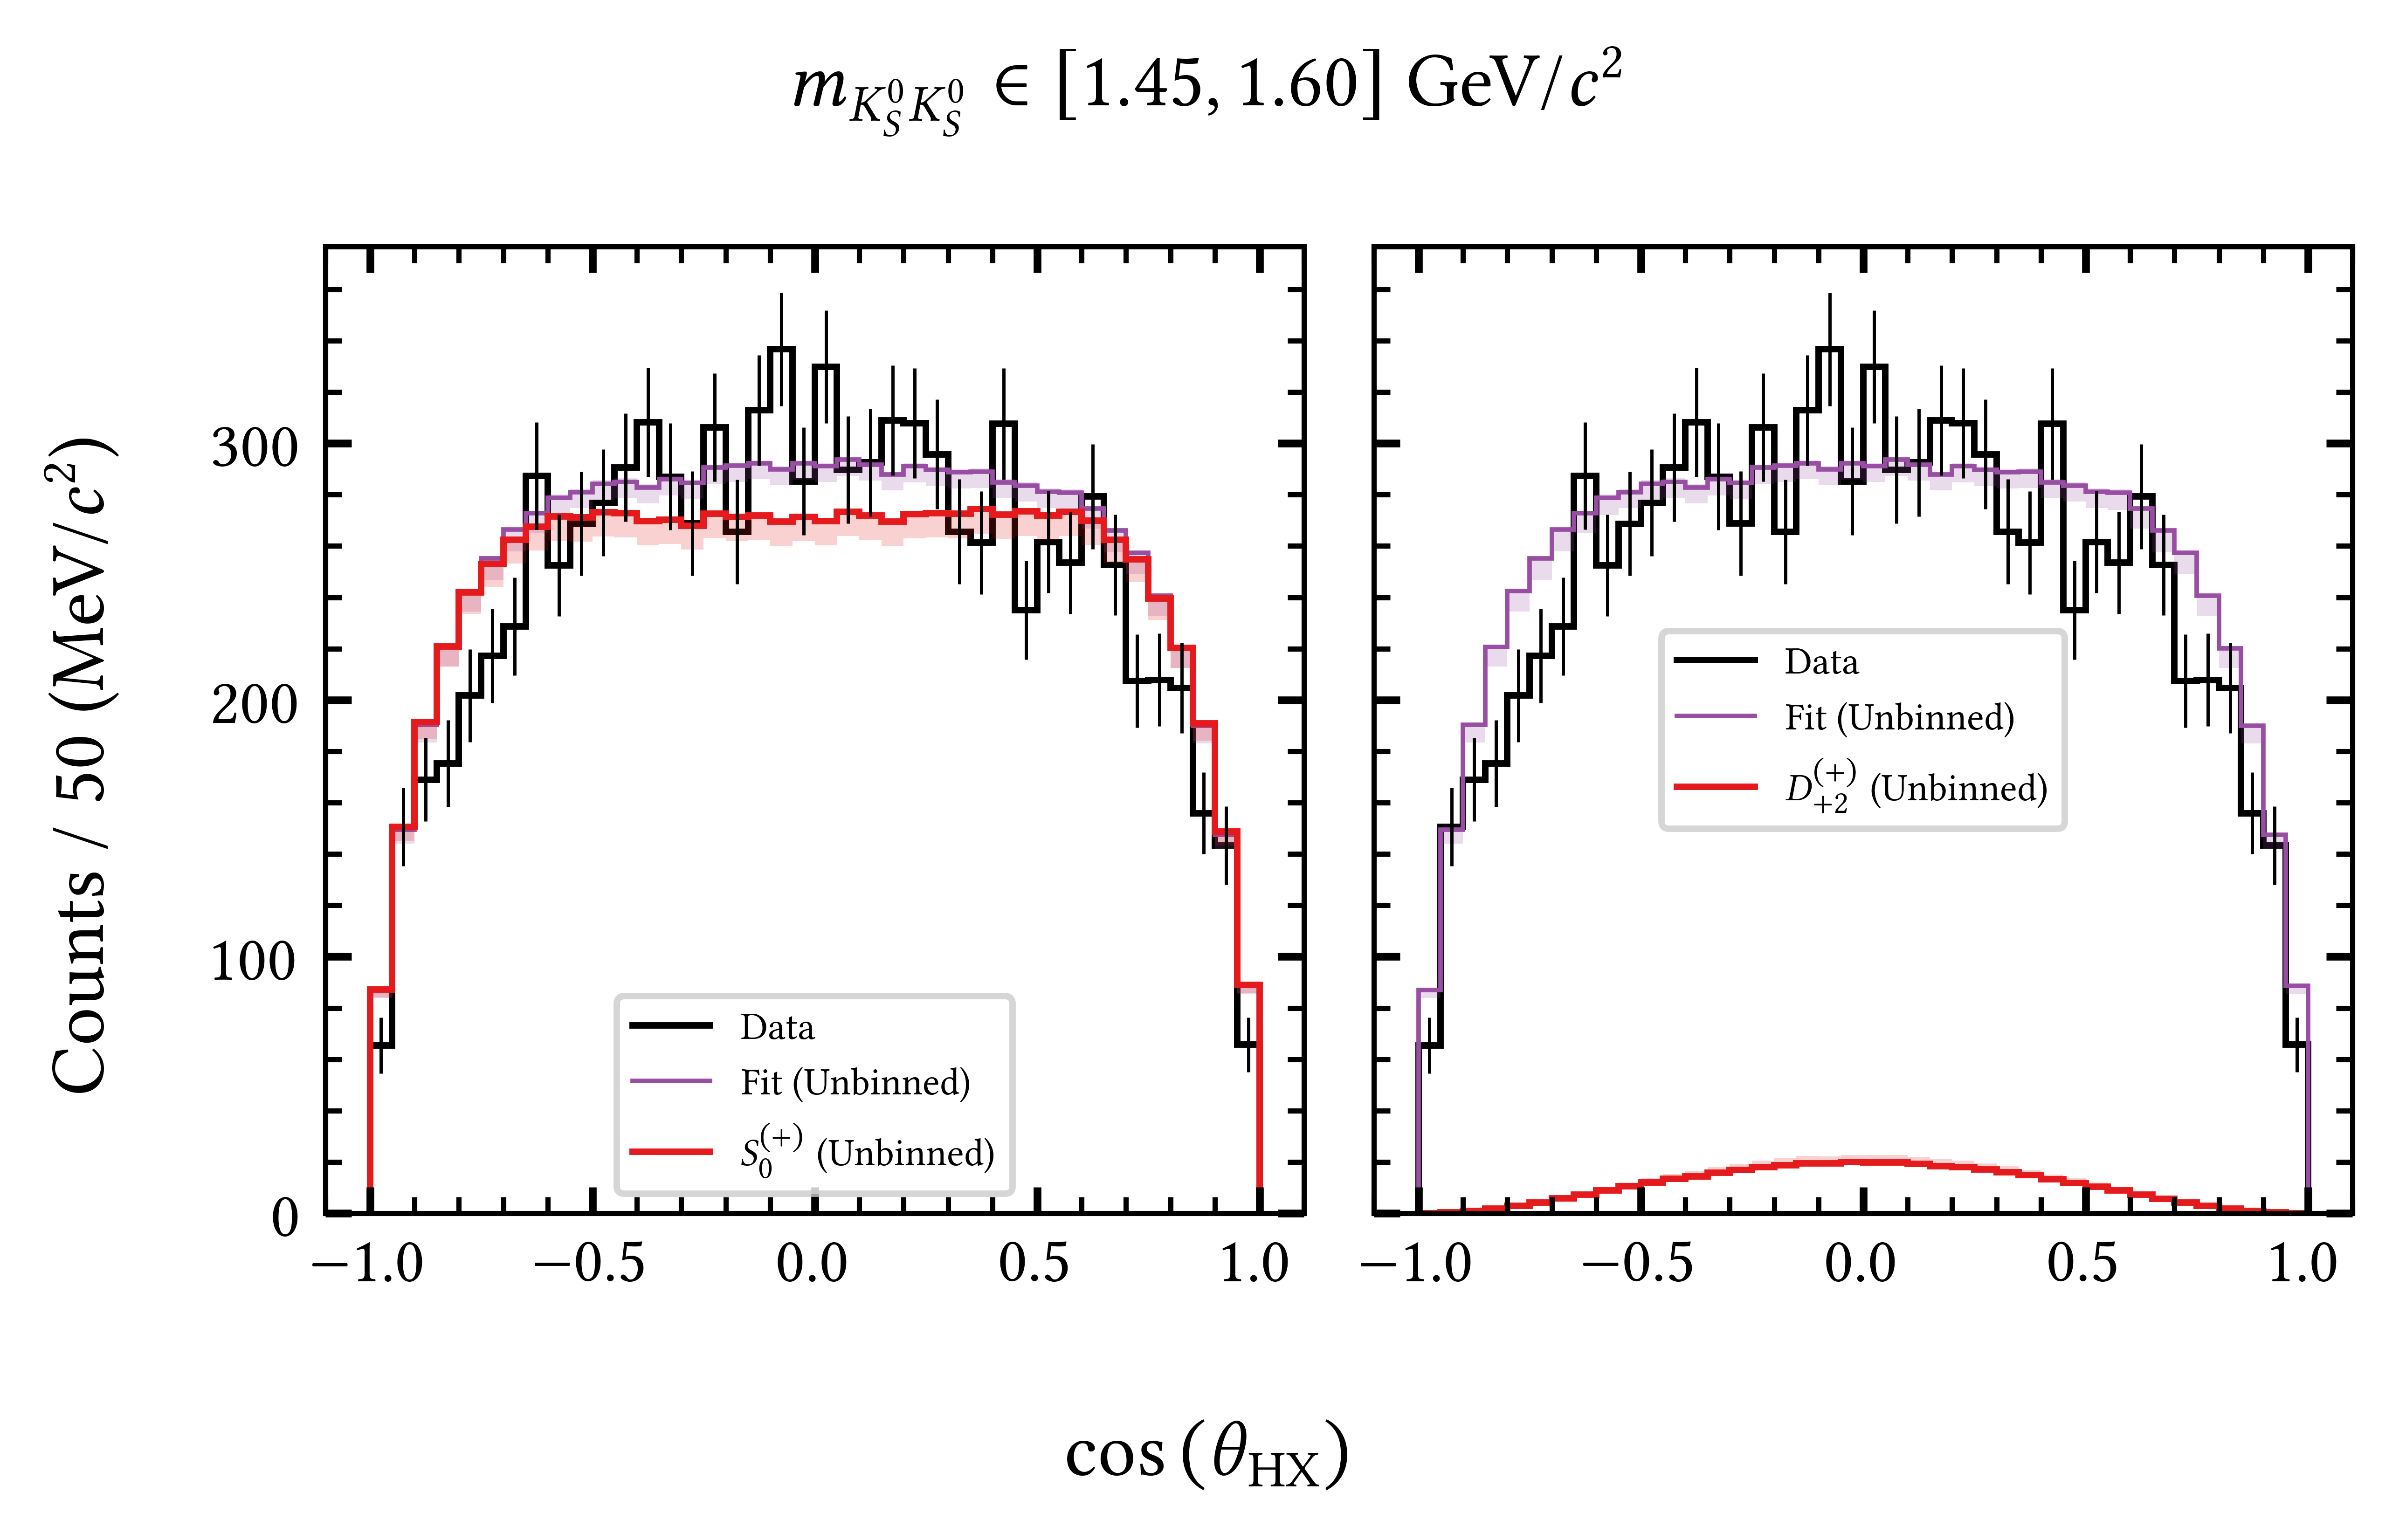 m_{K_S^0 K_S^0} ∈ [1.45, 1.60] GeV/c²
Counts / 50 (MeV/c²)
300
200
100
0
Data
Fit (Unbinned)
S_0^{(+)} (Unbinned)
Data
Fit (Unbinned)
D_{+2}^{(+)} (Unbinned)
−1.0 −0.5 0.0 0.5 1.0
−1.0 −0.5 0.0 0.5 1.0
cos (θ_{HX})